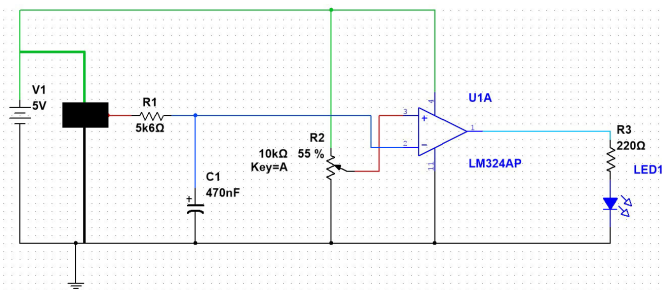 V1
5V
R1
5k6Ω
C1
470nF
+
R2
55 %
10kΩ
Key=A
U1A
3
2
4
11
1
+
−
LM324AP
R3
220Ω
LED1